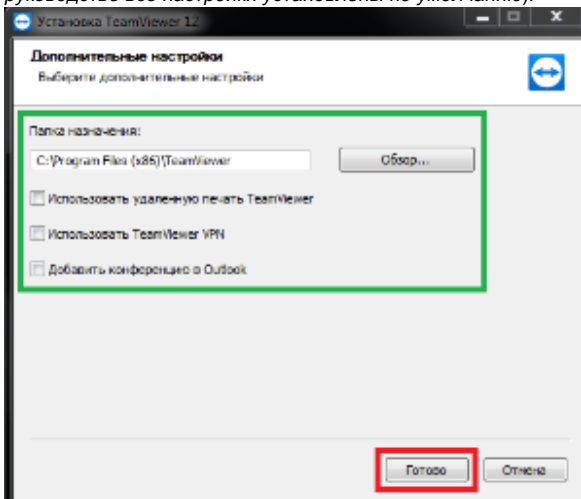 руководстве все настройки установлены по умолчанию).
Установка TeamViewer 12
Дополнительные настройки
Выберите дополнительные настройки
Папка назначения:
C:\Program Files (x86)\TeamViewer
Обзор...
Использовать удаленную печать TeamViewer
Использовать TeamViewer VPN
Добавить конференцию в Outlook
Готово
Отмена